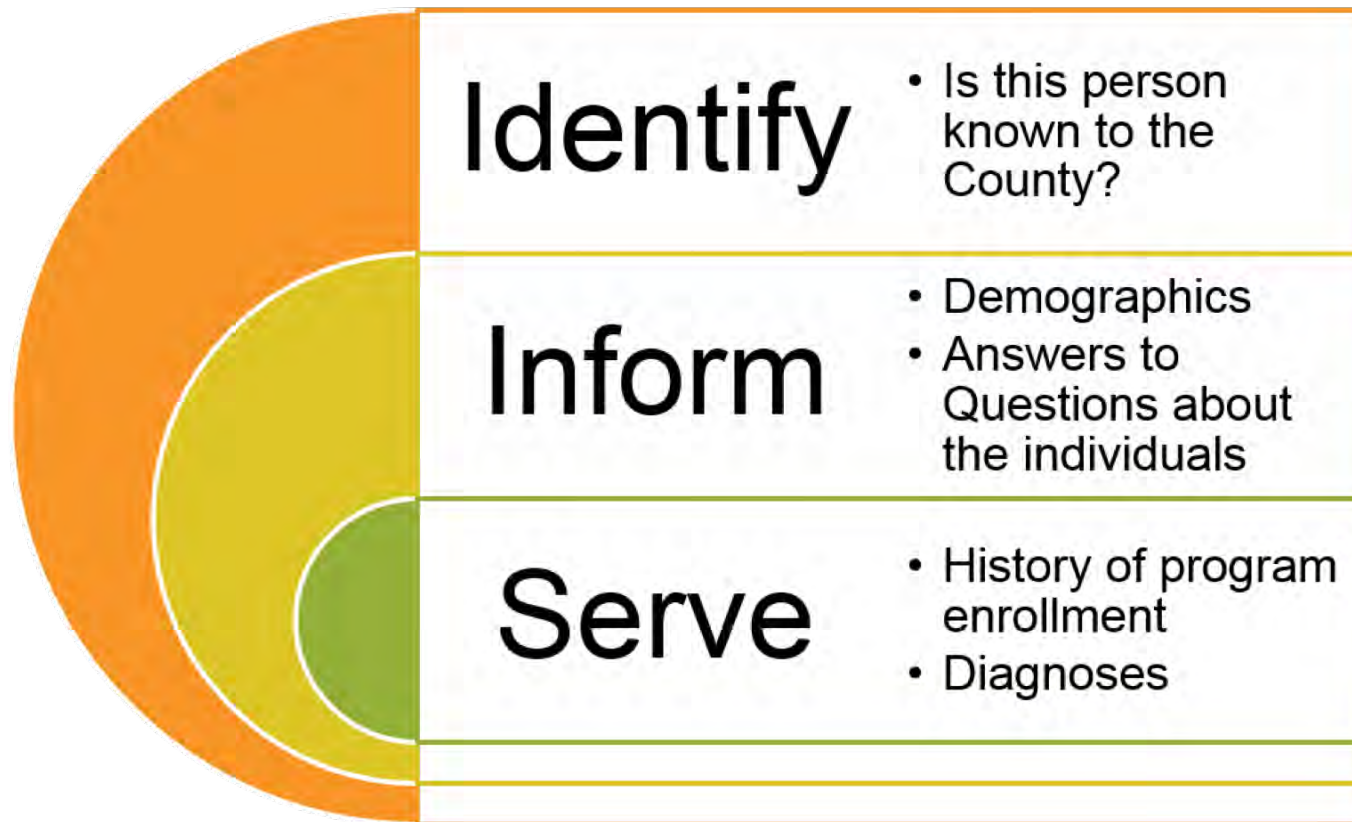 Identify
• Is this person
known to the
County?
Inform
• Demographics
• Answers to
Questions about
the individuals
Serve
• History of program
enrollment
• Diagnoses